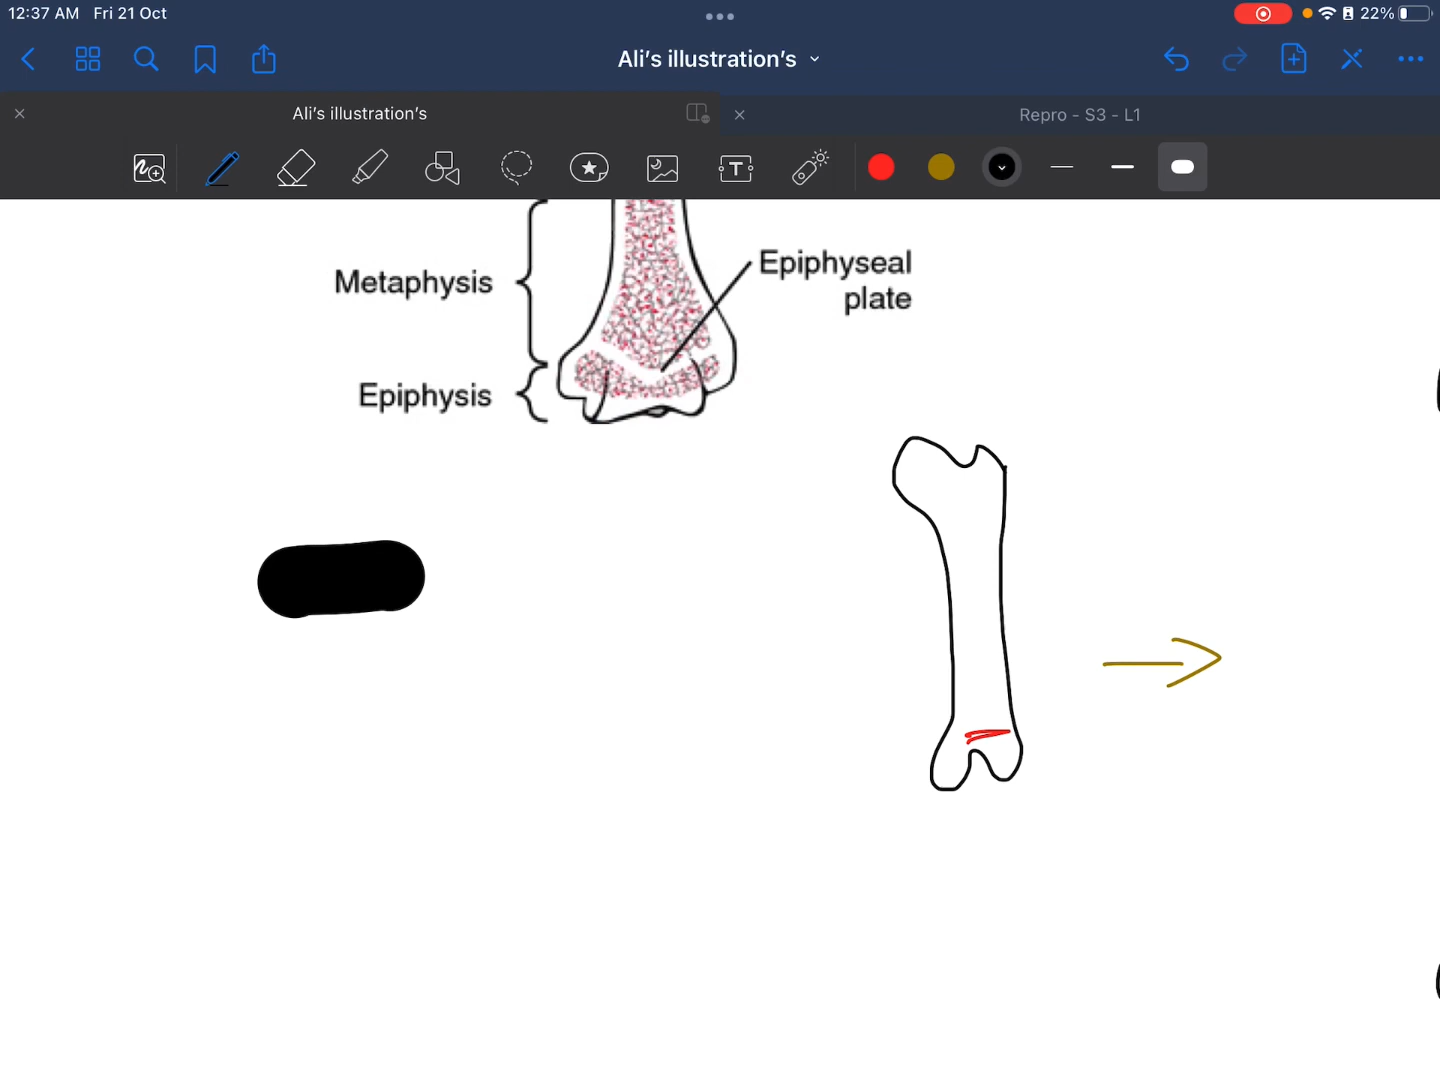 12:37 AM Fri 21 Oct
22%
Ali's illustration's
Ali's illustration's
Repro - S3 - L1
T
Metaphysis
Epiphyseal
plate
Epiphysis